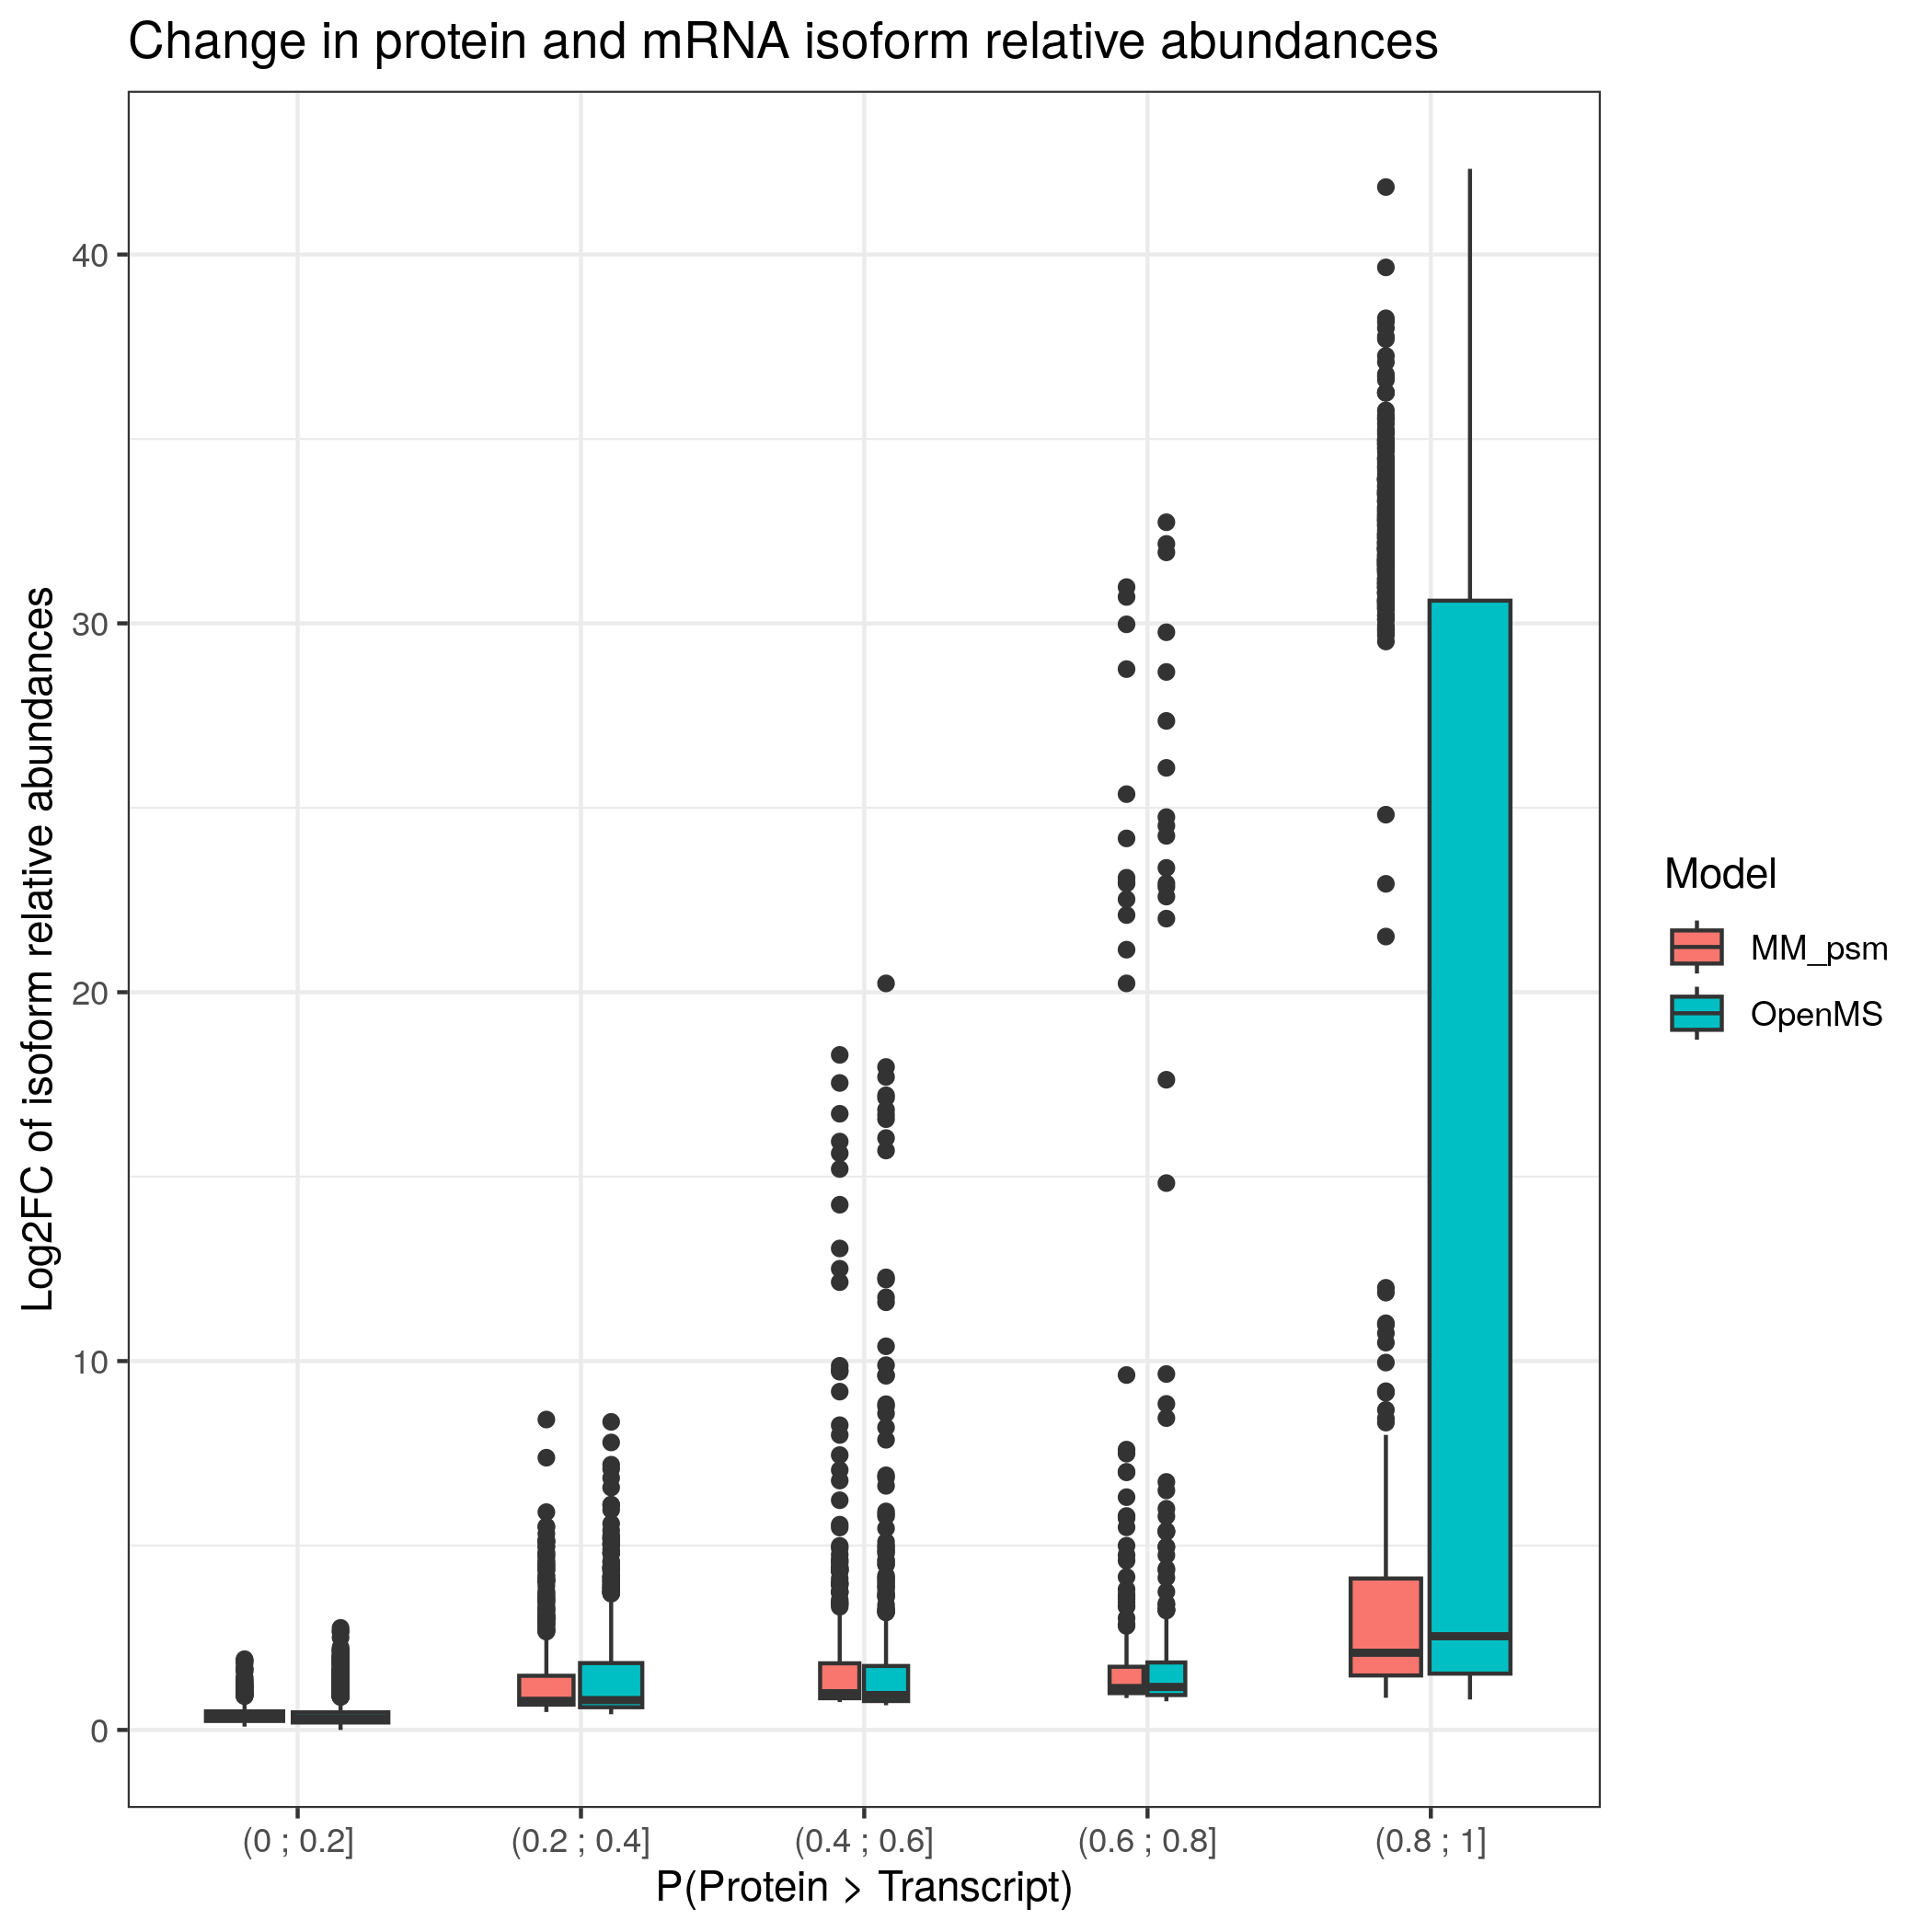 Change in protein and mRNA isoform relative abundances
Log2FC of isoform relative abundances
40
30
20
10
0
(0 ; 0.2]
(0.2 ; 0.4]
(0.4 ; 0.6]
(0.6 ; 0.8]
(0.8 ; 1]
P(Protein > Transcript)
Model
MM_psm
OpenMS